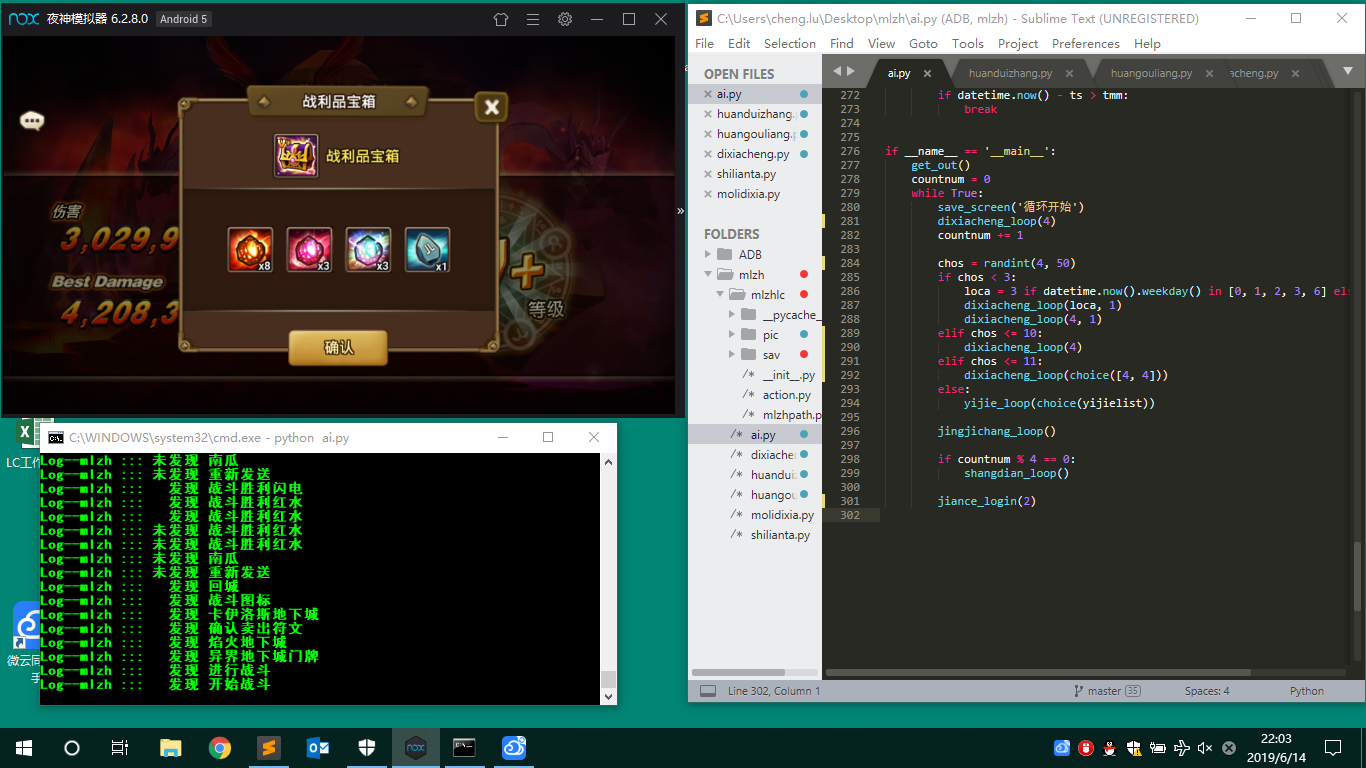 nox 夜神模拟器 6.2.8.0 Android 5
战利品宝箱
战利品宝箱
伤害
3,029,9
Best Damage
4,208,3
等级
x8 x3 x3 x1
确认
»
LC工作
微云同
手
C:\WINDOWS\system32\cmd.exe - python ai.py
Log--mlzh ::: 未发现 南瓜
Log--mlzh ::: 未发现 重新发送
Log--mlzh ::: 发现 战斗胜利闪电
Log--mlzh ::: 发现 战斗胜利红水
Log--mlzh ::: 发现 战斗胜利红水
Log--mlzh ::: 未发现 战斗胜利红水
Log--mlzh ::: 未发现 战斗胜利红水
Log--mlzh ::: 未发现 南瓜
Log--mlzh ::: 未发现 重新发送
Log--mlzh ::: 发现 回城
Log--mlzh ::: 发现 战斗图标
Log--mlzh ::: 发现 卡伊洛斯地下城
Log--mlzh ::: 发现 确认卖出符文
Log--mlzh ::: 发现 焰火地下城
Log--mlzh ::: 发现 异界地下城门牌
Log--mlzh ::: 发现 进行战斗
Log--mlzh ::: 发现 开始战斗
C:\Users\cheng.lu\Desktop\mlzh\ai.py (ADB, mlzh) - Sublime Text (UNREGISTERED)
File Edit Selection Find View Goto Tools Project Preferences Help
OPEN FILES
ai.py
huanduizhang.
huangouliang.
dixiacheng.py
shilianta.py
molidixia.py
FOLDERS
ADB
mlzh
mlzhlc
__pycache_
pic
sav
/* __init__.py
/* action.py
/* mlzhpath.p
/* ai.py
/* dixiacher
/* huandui
/* huangou
/* molidixia.py
/* shilianta.py
ai.py huanduizhang.py huangouliang.py acheng.py
272 if datetime.now() - ts > tmm:
273 break
274
275
276 if __name__ == '__main__':
277 get_out()
278 countnum = 0
279 while True:
280 save_screen('循环开始')
281 dixiacheng_loop(4)
282 countnum += 1
283
284 chos = randint(4, 50)
285 if chos < 3:
286 loca = 3 if datetime.now().weekday() in [0, 1, 2, 3, 6] els
287 dixiacheng_loop(loca, 1)
288 dixiacheng_loop(4, 1)
289 elif chos <= 10:
290 dixiacheng_loop(4)
291 elif chos <= 11:
292 dixiacheng_loop(choice([4, 4]))
293 else:
294 yijie_loop(choice(yijielist))
295
296 jingjichang_loop()
297
298 if countnum % 4 == 0:
299 shangdian_loop()
300
301 jiance_login(2)
302
Line 302, Column 1 master 35 Spaces: 4 Python
22:03
2019/6/14